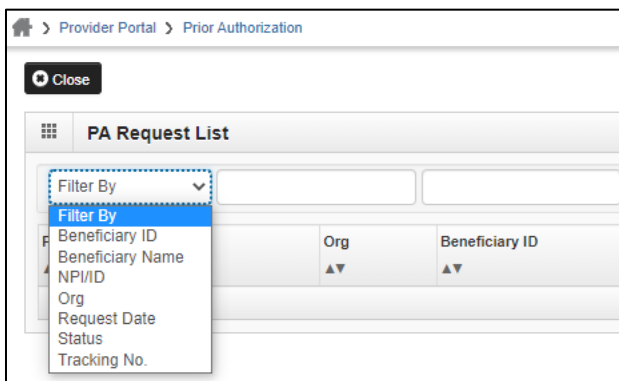 Provider Portal > Prior Authorization
Close
PA Request List
Filter By
Filter By
Beneficiary ID
Beneficiary Name
NPI/ID
Org
Request Date
Status
Tracking No.
Org Beneficiary ID